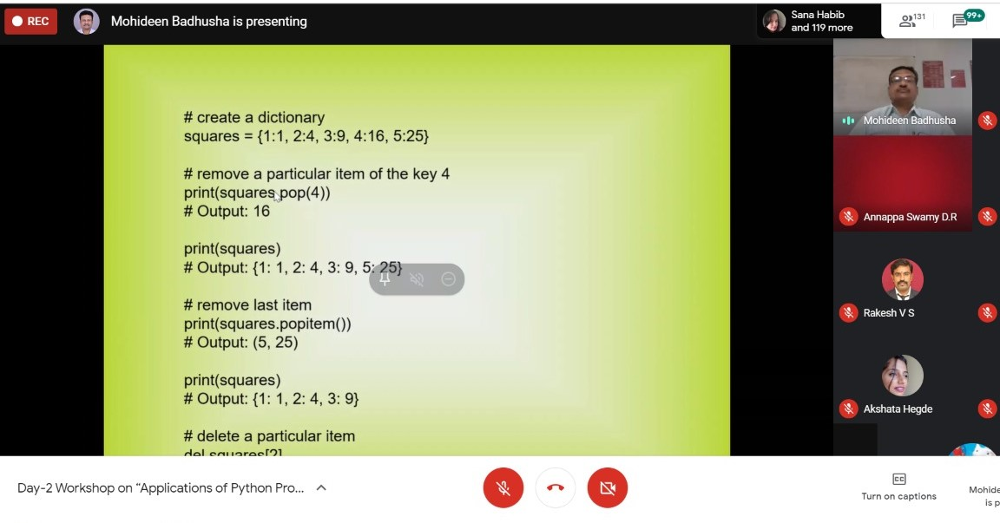 REC
Mohideen Badhusha is presenting
Sana Habib
and 119 more
131
99+
# create a dictionary
squares = {1:1, 2:4, 3:9, 4:16, 5:25}
# remove a particular item of the key 4
print(squares.pop(4))
# Output: 16
print(squares)
# Output: {1: 1, 2: 4, 3: 9, 5: 25}
# remove last item
print(squares.popitem())
# Output: (5, 25)
print(squares)
# Output: {1: 1, 2: 4, 3: 9}
# delete a particular item
del squares[2]
Mohideen Badhusha
Annappa Swamy D.R
Rakesh V S
Akshata Hegde
Day-2 Workshop on “Applications of Python Pro...
CC
Turn on captions
Mohide
is p